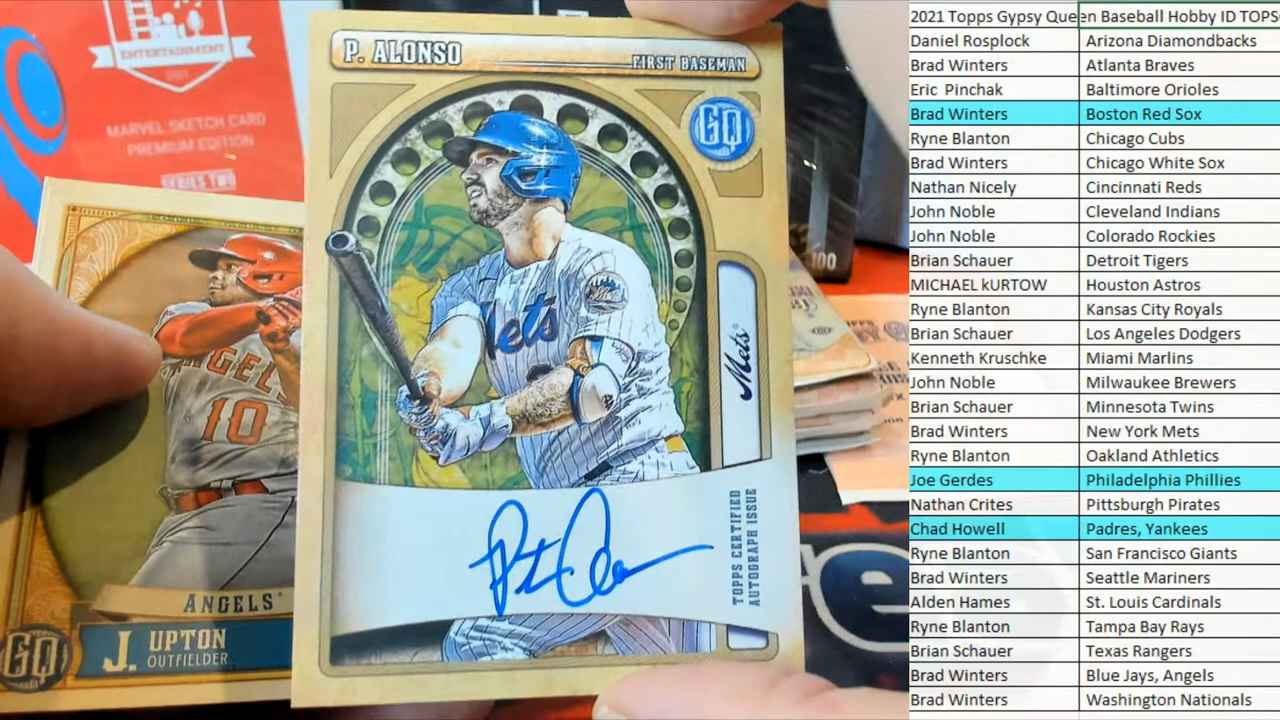 ENTERTAINMENT
MARVEL SKETCH CARD
PREMIUM EDITION
SERIES TWO
P. ALONSO
FIRST BASEMAN
GQ
Mets
Mets
TOPPS CERTIFIED
AUTOGRAPH ISSUE
ANGELS
10
ANGELS
J. UPTON
OUTFIELDER
GQ
100
2021 Topps Gypsy Queen Baseball Hobby ID TOPS
Daniel Rosplock Arizona Diamondbacks
Brad Winters Atlanta Braves
Eric Pinchak Baltimore Orioles
Brad Winters Boston Red Sox
Ryne Blanton Chicago Cubs
Brad Winters Chicago White Sox
Nathan Nicely Cincinnati Reds
John Noble Cleveland Indians
John Noble Colorado Rockies
Brian Schauer Detroit Tigers
MICHAEL kURTOW Houston Astros
Ryne Blanton Kansas City Royals
Brian Schauer Los Angeles Dodgers
Kenneth Kruschke Miami Marlins
John Noble Milwaukee Brewers
Brian Schauer Minnesota Twins
Brad Winters New York Mets
Ryne Blanton Oakland Athletics
Joe Gerdes Philadelphia Phillies
Nathan Crites Pittsburgh Pirates
Chad Howell Padres, Yankees
Ryne Blanton San Francisco Giants
Brad Winters Seattle Mariners
Alden Hames St. Louis Cardinals
Ryne Blanton Tampa Bay Rays
Brian Schauer Texas Rangers
Brad Winters Blue Jays, Angels
Brad Winters Washington Nationals